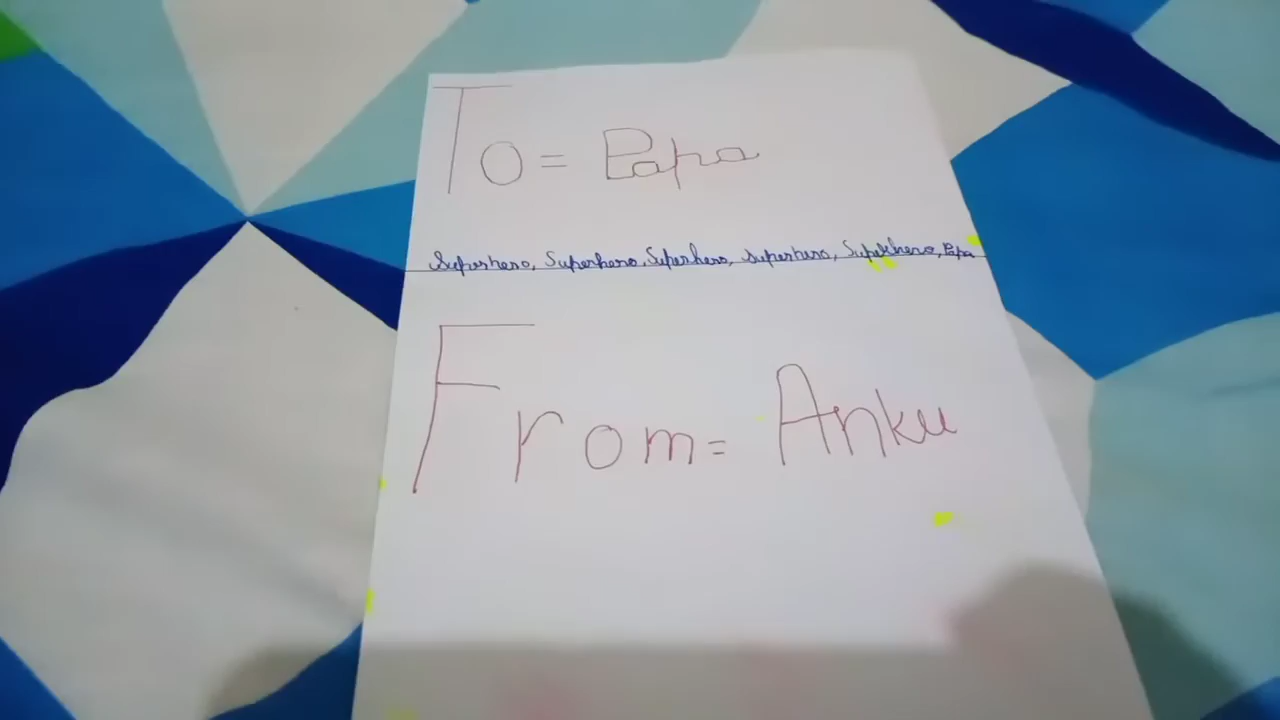 To = Papa
Superhero, Superhero, Superhero, Superhero, Superhero, Papa
From = Anku